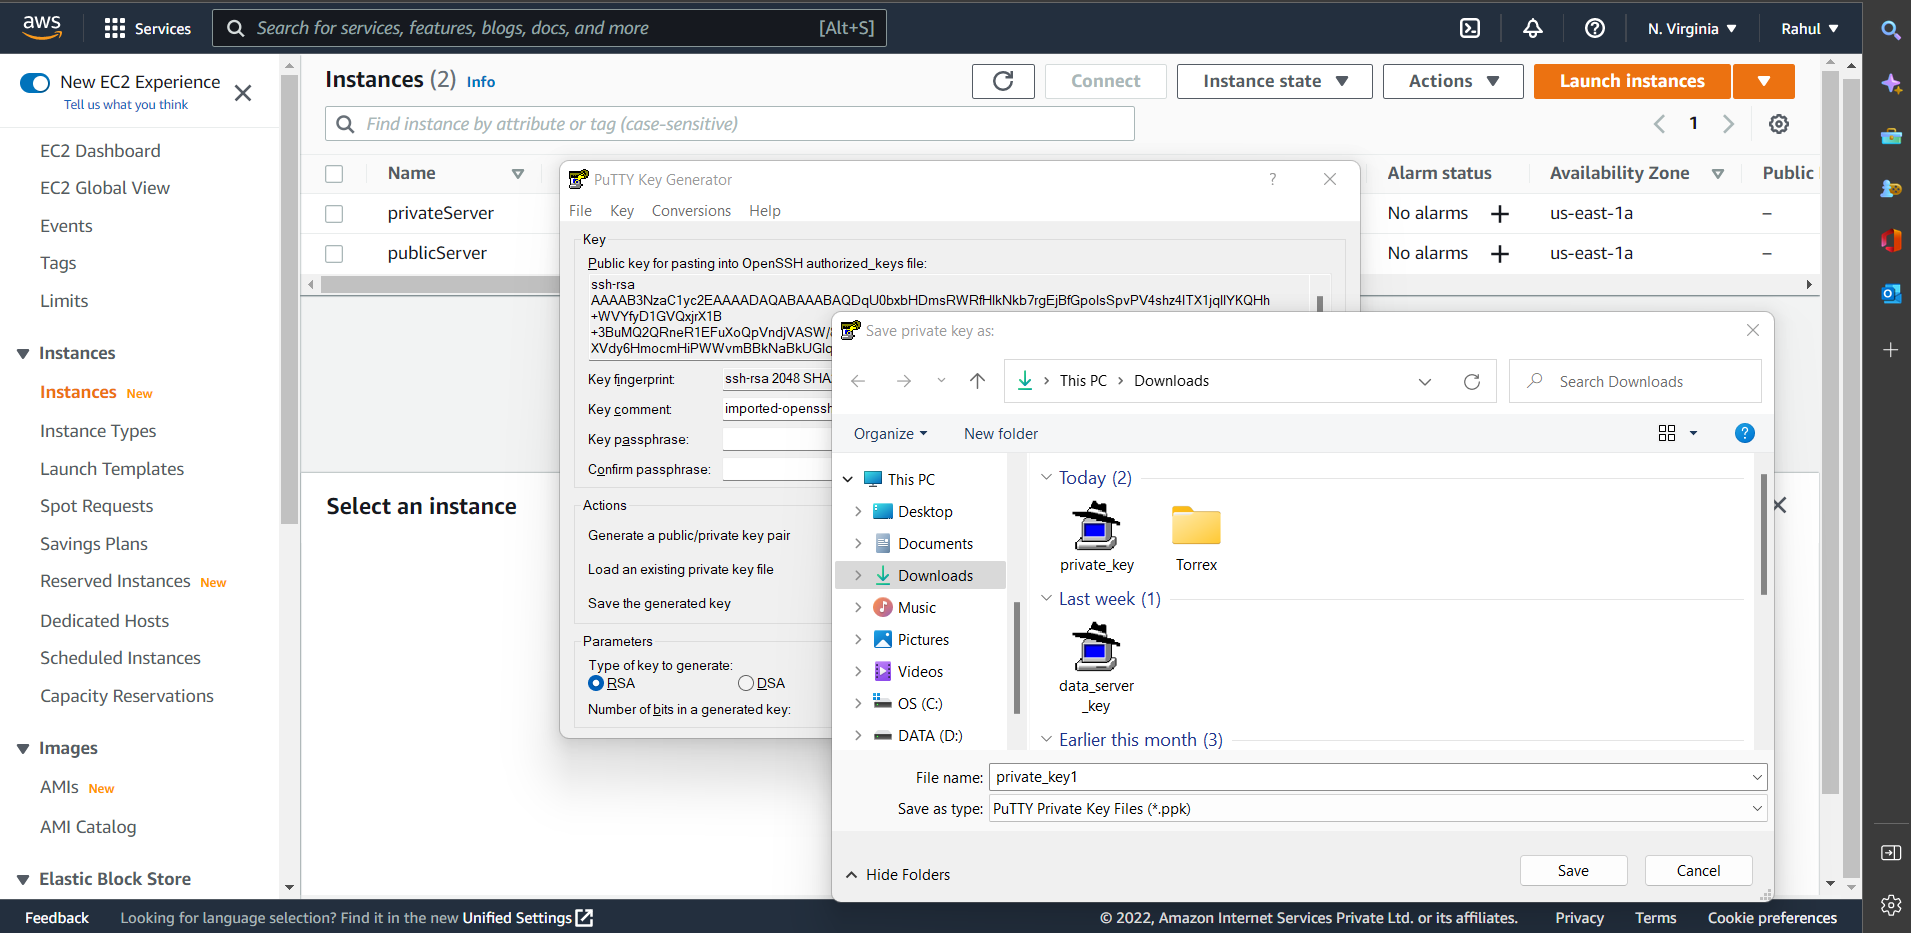 aws
Services
Search for services, features, blogs, docs, and more
[Alt+S]
N. Virginia
Rahul
New EC2 Experience
Tell us what you think
EC2 Dashboard
EC2 Global View
Events
Tags
Limits
Instances
Instances New
Instance Types
Launch Templates
Spot Requests
Savings Plans
Reserved Instances New
Dedicated Hosts
Scheduled Instances
Capacity Reservations
Images
AMIs New
AMI Catalog
Elastic Block Store
Instances (2) Info
Connect
Instance state
Actions
Launch instances
Find instance by attribute or tag (case-sensitive)
1
Name
Alarm status
Availability Zone
Public
privateServer
No alarms +
us-east-1a
–
publicServer
No alarms +
us-east-1a
–
Select an instance
PuTTY Key Generator
?
File Key Conversions Help
Key
Public key for pasting into OpenSSH authorized_keys file:
ssh-rsa
AAAAB3NzaC1yc2EAAAADAQABAAABAQDqU0bxbHDmsRWRfHlkNkb7rgEjBfGpolsSpvPV4shz4lTX1jqllYKQHh
+WVYfyD1GVQxjrX1B
+3BuMQ2QRneR1EFuXoQpVndjVASW/
XVdy6HmocmHiPWWvmBBkNaBkUGlq
Key fingerprint:
ssh-rsa 2048 SHA
Key comment:
imported-openssh
Key passphrase:
Confirm passphrase:
Actions
Generate a public/private key pair
Load an existing private key file
Save the generated key
Parameters
Type of key to generate:
RSA
DSA
Number of bits in a generated key:
Save private key as:
This PC
Downloads
Search Downloads
Organize
New folder
?
This PC
Desktop
Documents
Downloads
Music
Pictures
Videos
OS (C:)
DATA (D:)
Today (2)
private_key
Torrex
Last week (1)
data_server
_key
Earlier this month (3)
File name:
private_key1
Save as type:
PuTTY Private Key Files (*.ppk)
Hide Folders
Save
Cancel
Feedback
Looking for language selection? Find it in the new Unified Settings
© 2022, Amazon Internet Services Private Ltd. or its affiliates.
Privacy
Terms
Cookie preferences